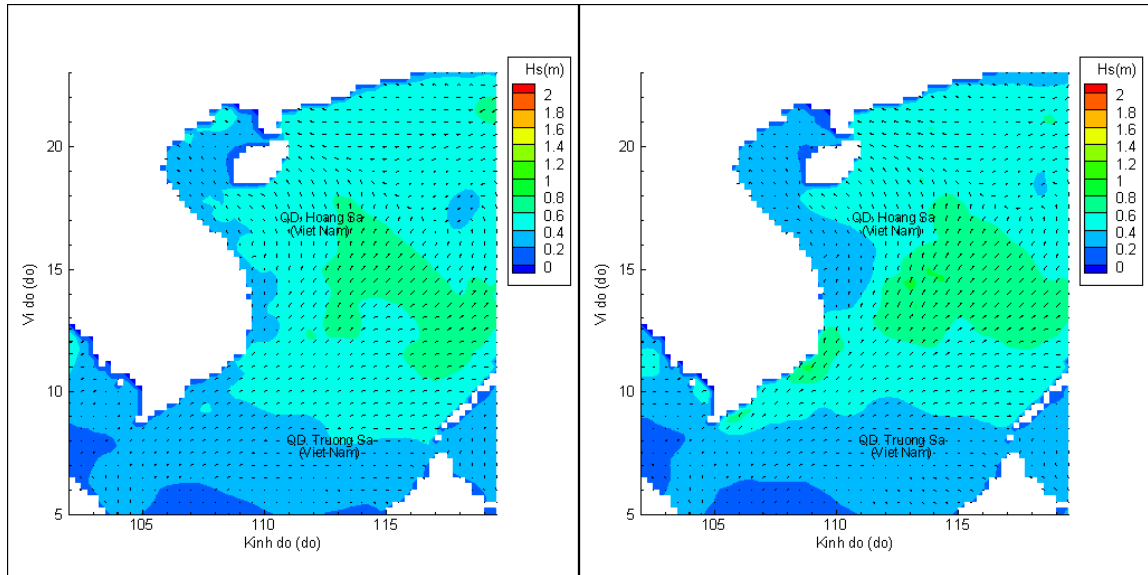 Hs(m)
2
1.8
1.6
1.4
1.2
1
0.8
0.6
0.4
0.2
0
20
15
10
5
Vi do (do)
QD. Hoang Sa
(Viet Nam)
QD. Truong Sa
(Viet Nam)
105
110
115
Kinh do (do)
Hs(m)
2
1.8
1.6
1.4
1.2
1
0.8
0.6
0.4
0.2
0
20
15
10
5
Vi do (do)
QD. Hoang Sa
(Viet Nam)
QD. Truong Sa
(Viet Nam)
105
110
115
Kinh do (do)